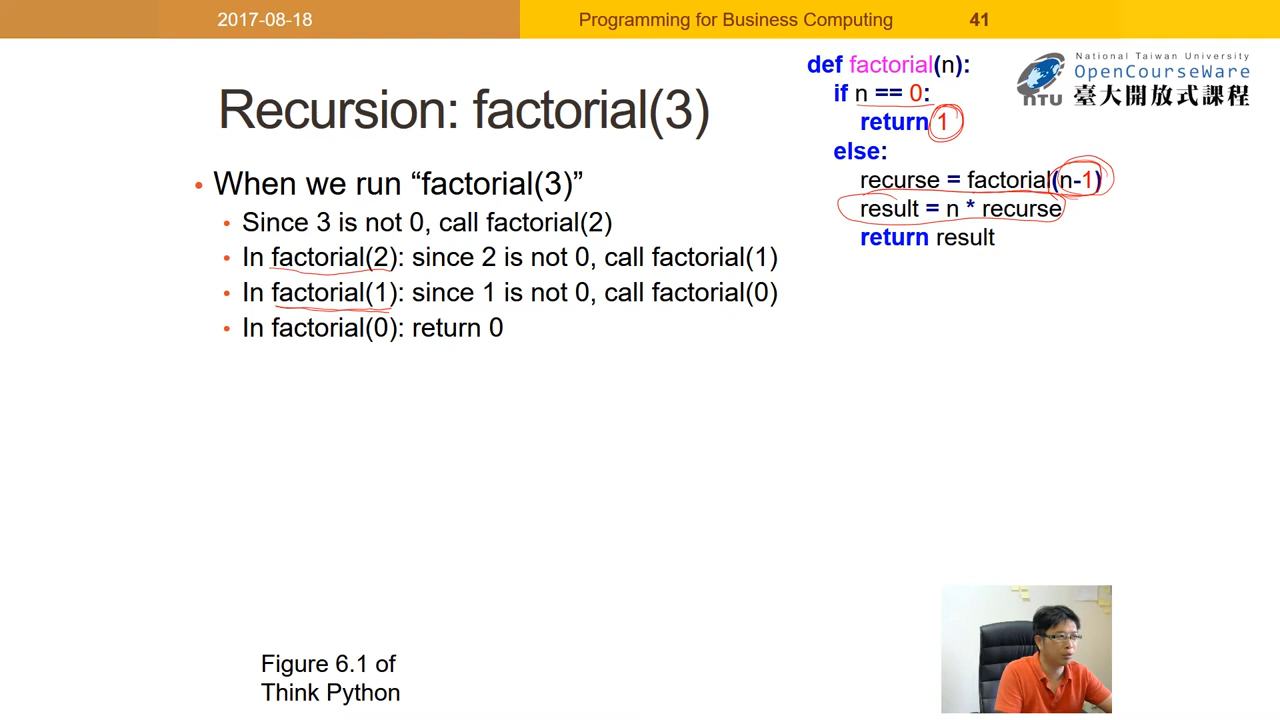 2017-08-18
Programming for Business Computing
41
National Taiwan University
OpenCourseWare
臺大開放式課程
NTU
Recursion: factorial(3)
• When we run “factorial(3)”
• Since 3 is not 0, call factorial(2)
• In factorial(2): since 2 is not 0, call factorial(1)
• In factorial(1): since 1 is not 0, call factorial(0)
• In factorial(0): return 0
def factorial(n):
if n == 0:
return 1
else:
recurse = factorial(n-1)
result = n * recurse
return result
Figure 6.1 of
Think Python